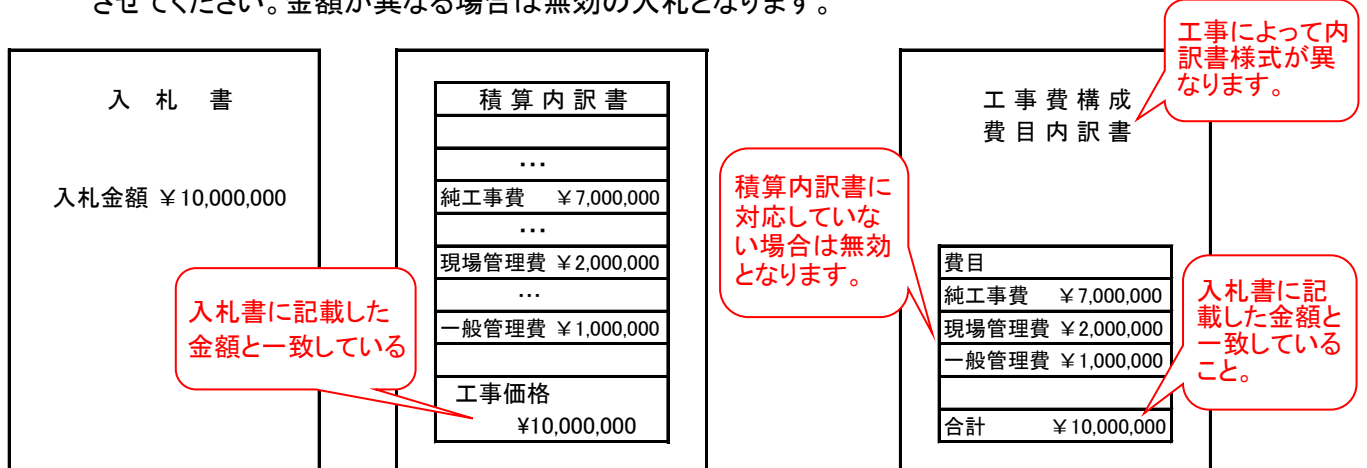 させてください。金額が異なる場合は無効の入札となります。
入 札 書
入札金額 ￥10,000,000
積 算 内 訳 書
…
純工事費 ￥7,000,000
…
現場管理費 ￥2,000,000
…
一般管理費 ￥1,000,000
工事価格
¥10,000,000
入札書に記載した
金額と一致している
工 事 費 構 成
費 目 内 訳 書
工事によって内
訳書様式が異
なります。
積算内訳書に
対応していな
い場合は無効
となります。
費目
純工事費 ￥7,000,000
現場管理費 ￥2,000,000
一般管理費 ￥1,000,000
合計 ￥10,000,000
入札書に記
載した金額と
一致している
こと。